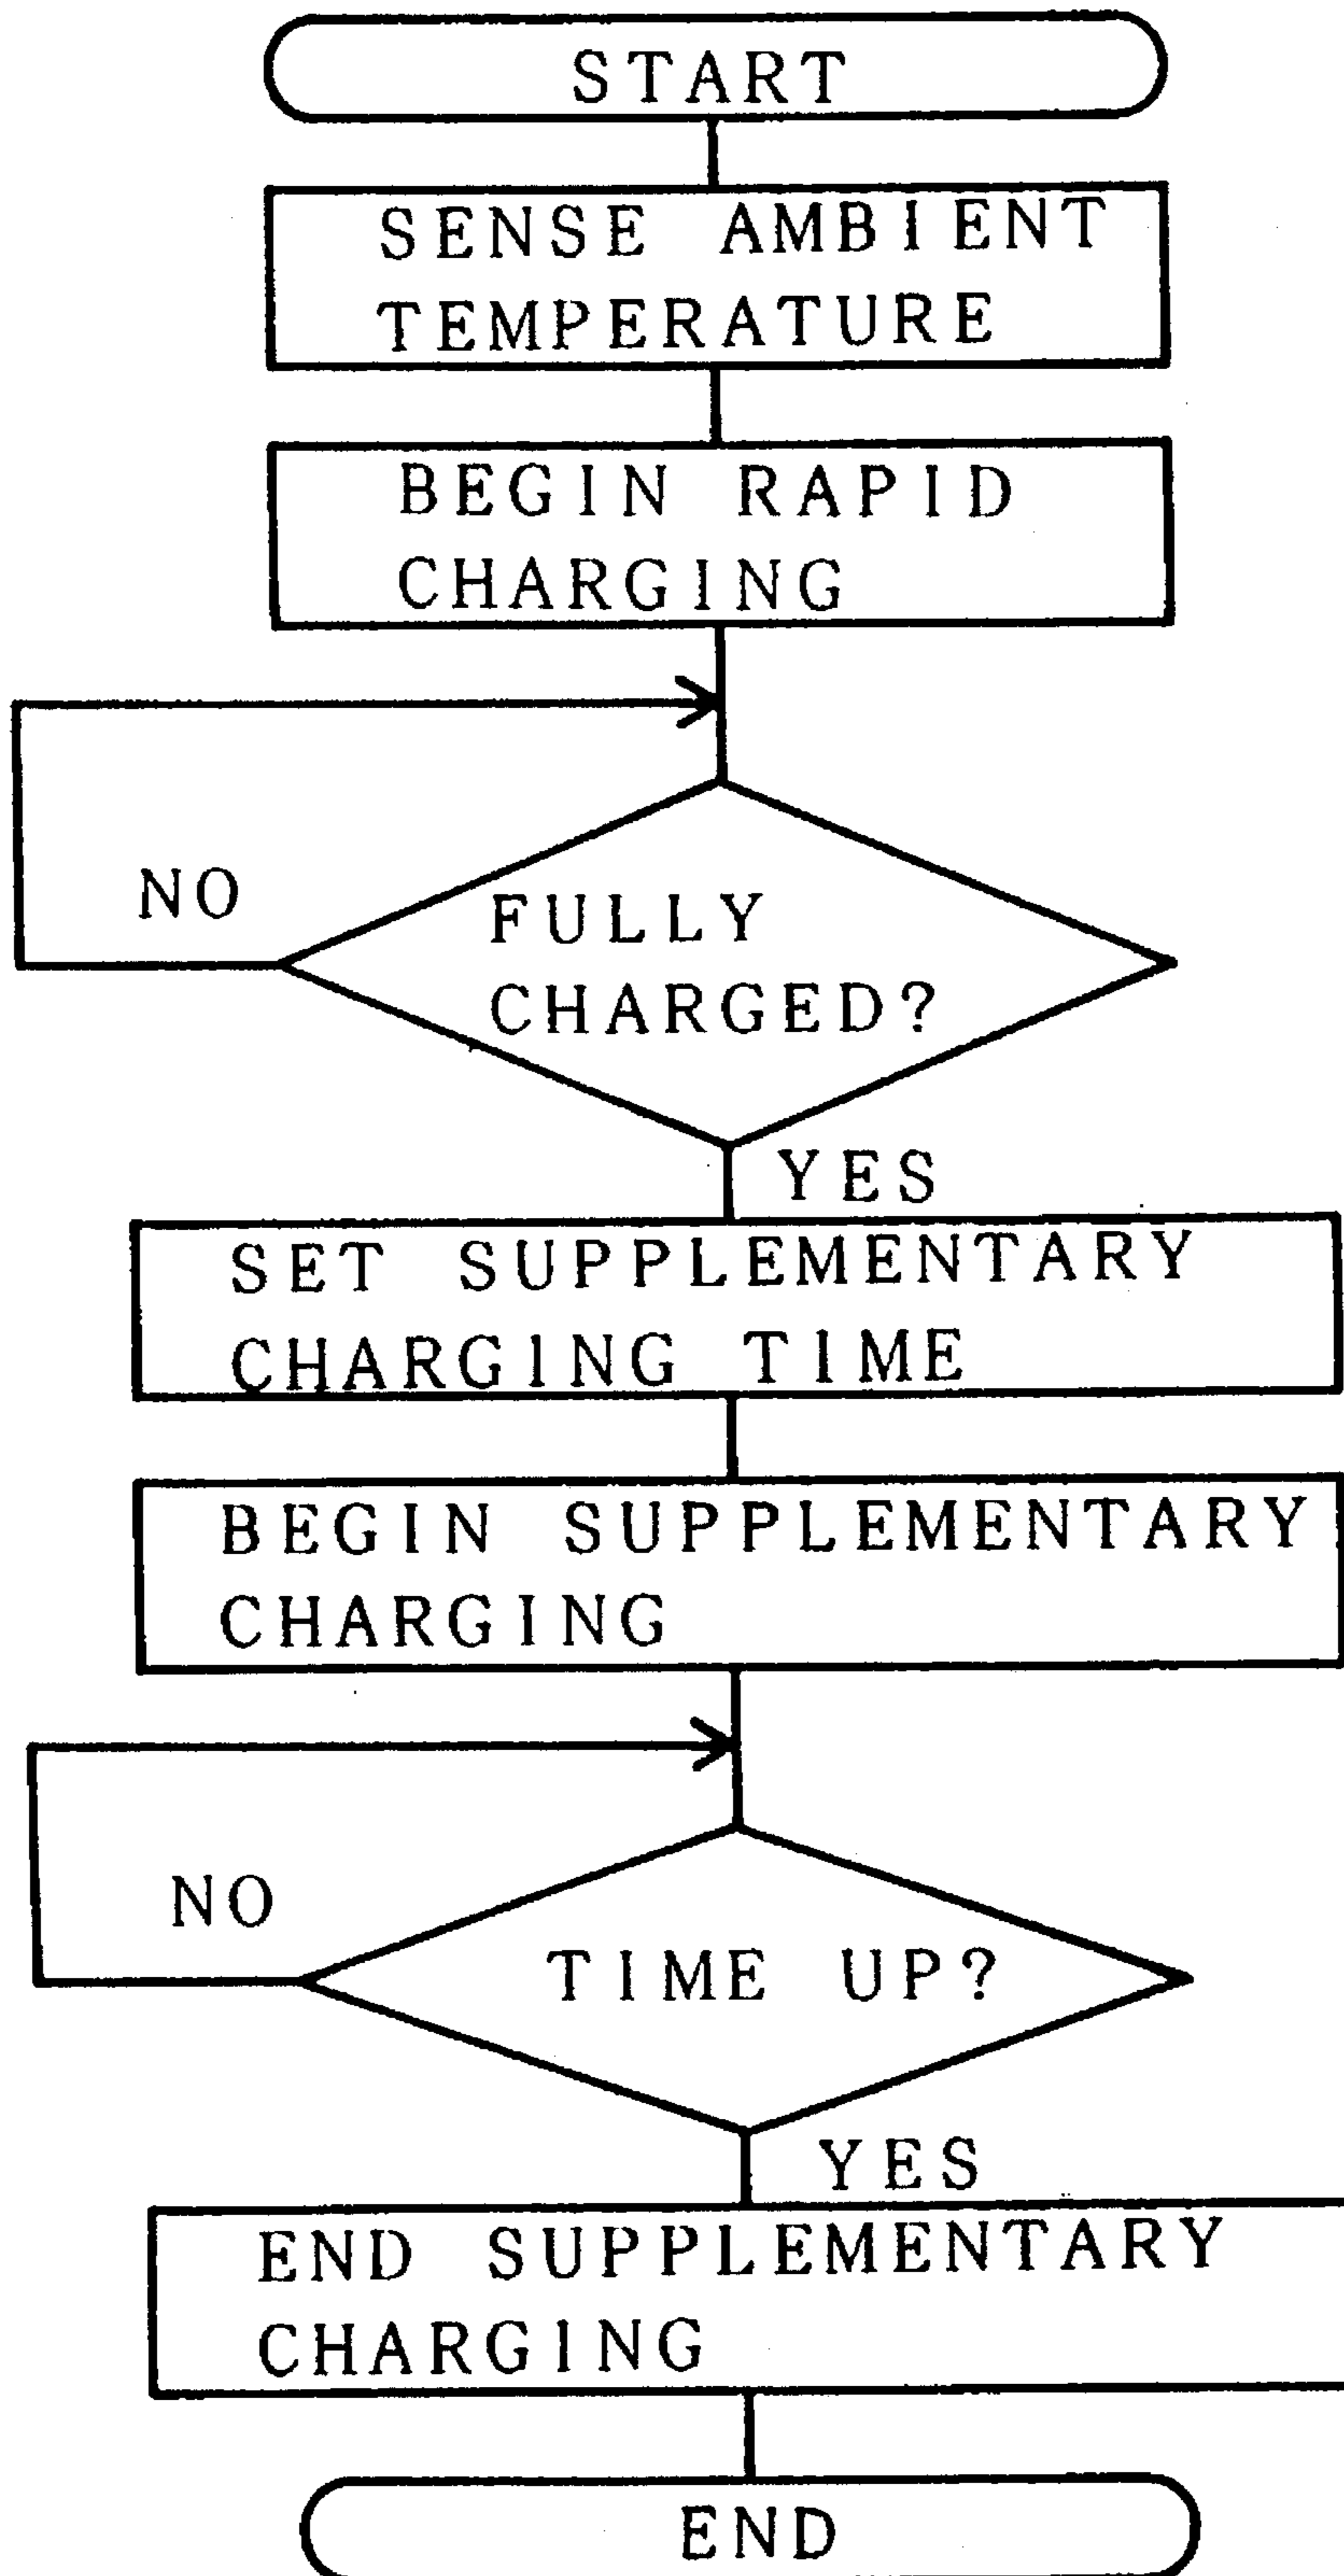 START
SENSE AMBIENT
TEMPERATURE
BEGIN RAPID
CHARGING
NO
FULLY
CHARGED?
YES
SET SUPPLEMENTARY
CHARGING TIME
BEGIN SUPPLEMENTARY
CHARGING
NO
TIME UP?
YES
END SUPPLEMENTARY
CHARGING
END